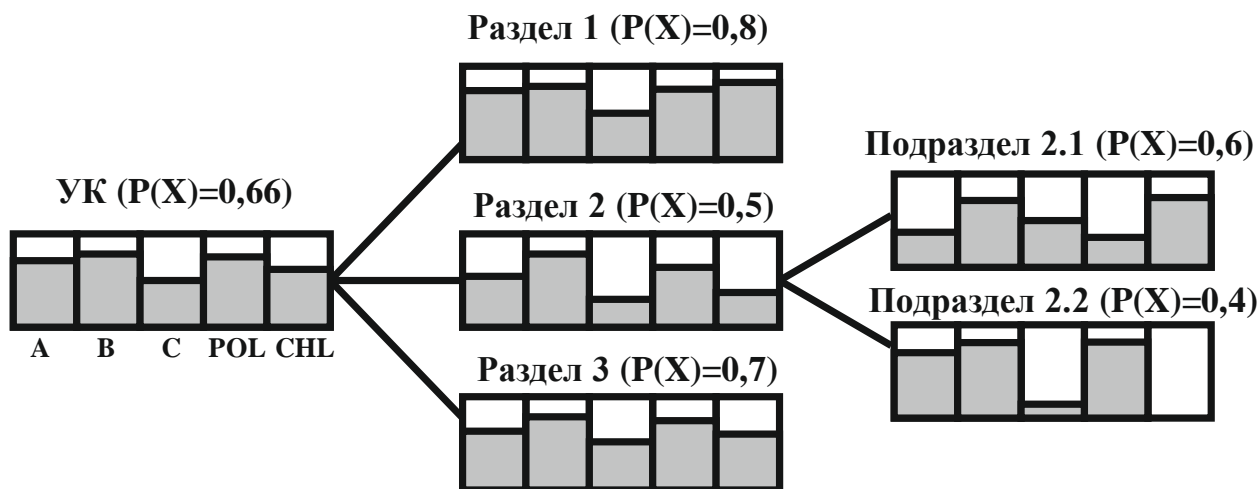 Раздел 1 (P(X)=0,8)
Подраздел 2.1 (P(X)=0,6)
УК (P(X)=0,66)
Раздел 2 (P(X)=0,5)
Подраздел 2.2 (P(X)=0,4)
A B C POL CHL
Раздел 3 (P(X)=0,7)